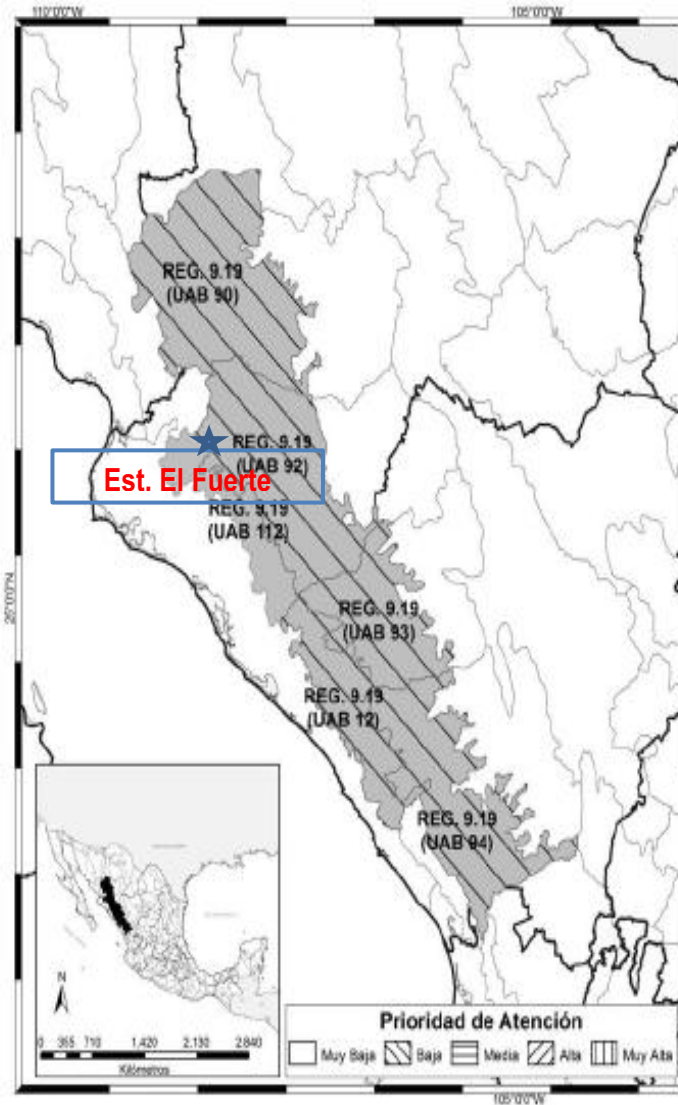 110°0'0"W
105°0'0"W
REG. 9.19
(UAB 90)
REG. 9.19
(UAB 92)
Est. El Fuerte
REG. 9.19
(UAB 112)
25°0'0"N
REG. 9.19
(UAB 93)
REG. 9.19
(UAB 12)
REG. 9.19
(UAB 94)
N
0 355 710 1,420 2,130 2,840
Kilómetros
Prioridad de Atención
Muy Baja Baja Media Alta Muy Alta
105°0'0"W